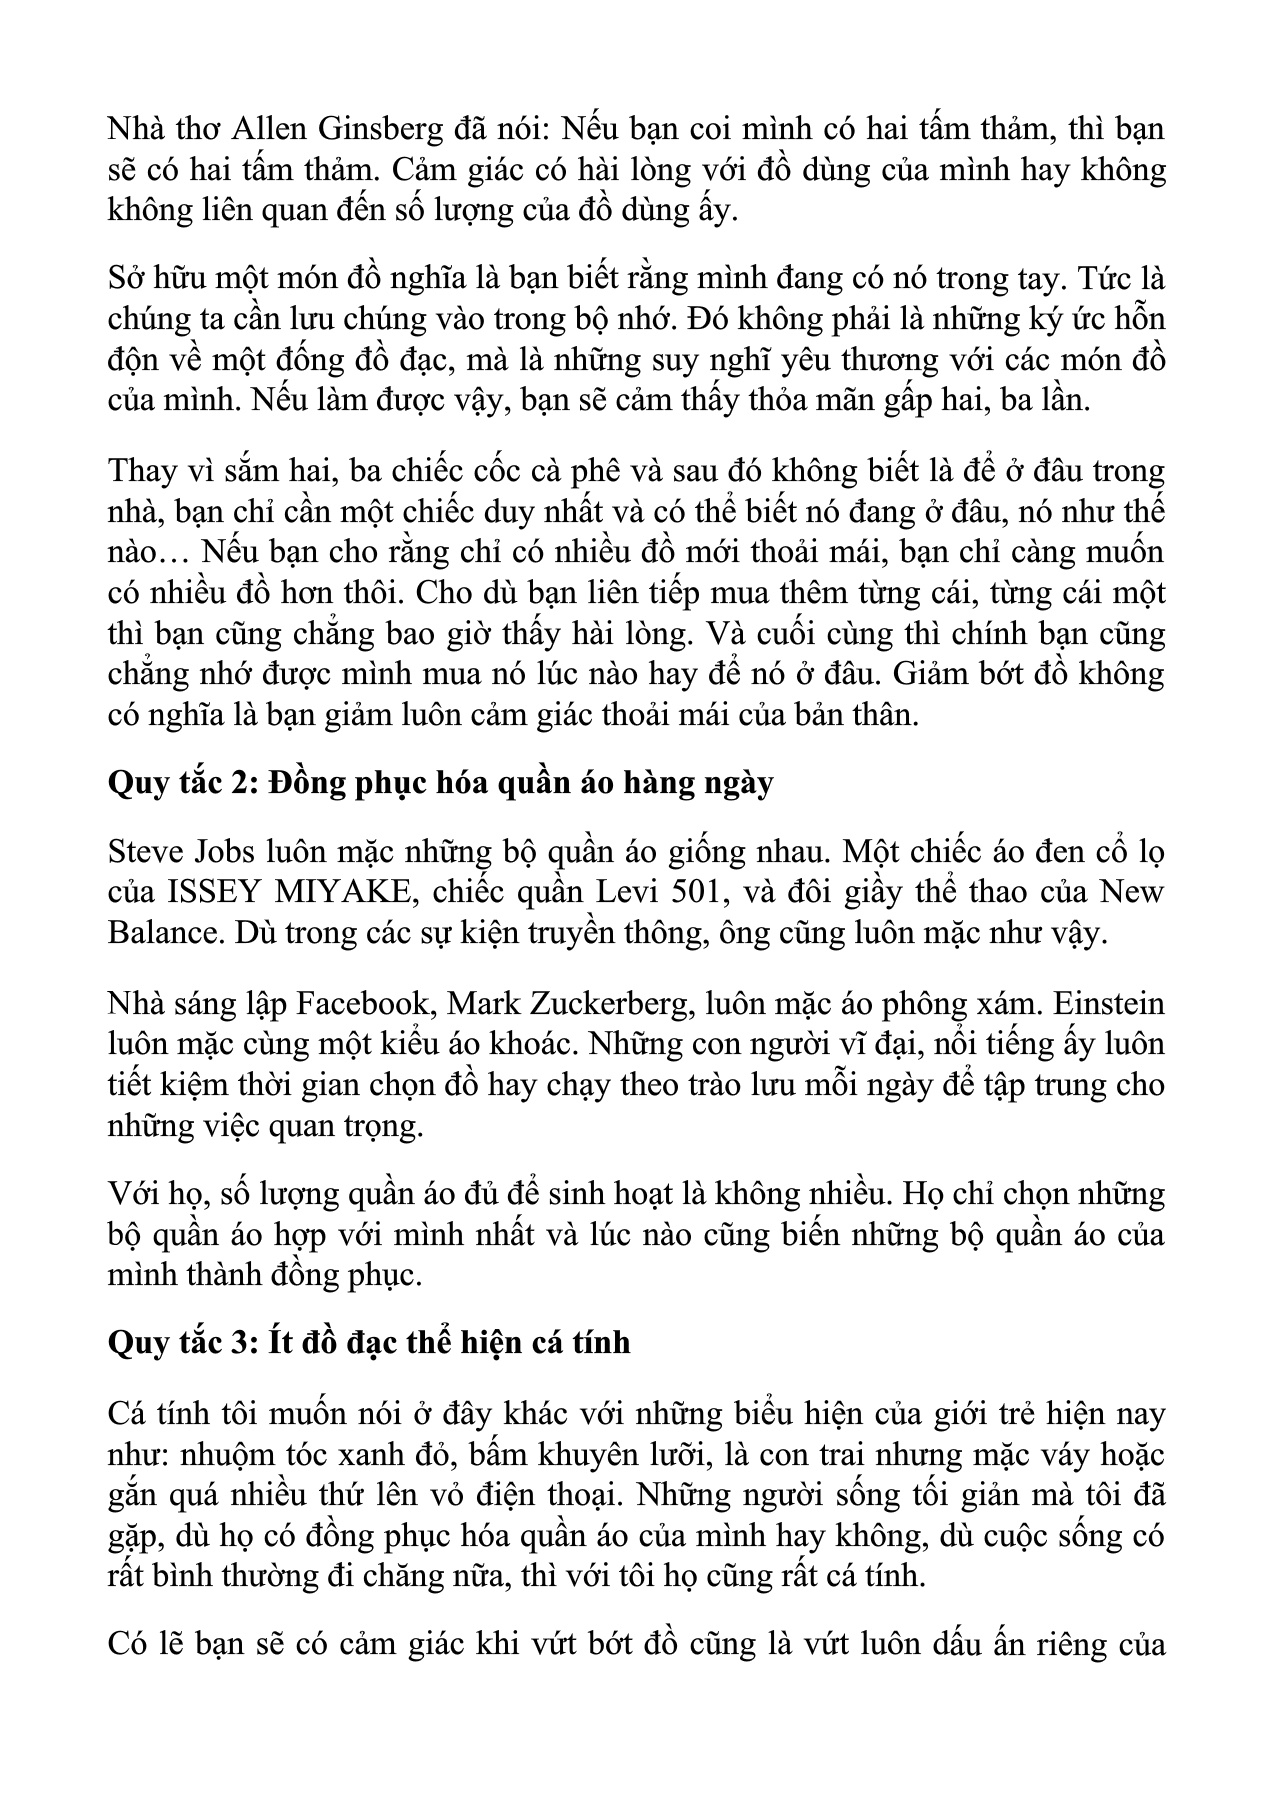 Nhà thơ Allen Ginsberg đã nói: Nếu bạn coi mình có hai tấm thảm, thì bạn
sẽ có hai tấm thảm. Cảm giác có hài lòng với đồ dùng của mình hay không
không liên quan đến số lượng của đồ dùng ấy.
Sở hữu một món đồ nghĩa là bạn biết rằng mình đang có nó trong tay. Tức là
chúng ta cần lưu chúng vào trong bộ nhớ. Đó không phải là những ký ức hỗn
độn về một đống đồ đạc, mà là những suy nghĩ yêu thương với các món đồ
của mình. Nếu làm được vậy, bạn sẽ cảm thấy thỏa mãn gấp hai, ba lần.
Thay vì sắm hai, ba chiếc cốc cà phê và sau đó không biết là để ở đâu trong
nhà, bạn chỉ cần một chiếc duy nhất và có thể biết nó đang ở đâu, nó như thế
nào… Nếu bạn cho rằng chỉ có nhiều đồ mới thoải mái, bạn chỉ càng muốn
có nhiều đồ hơn thôi. Cho dù bạn liên tiếp mua thêm từng cái, từng cái một
thì bạn cũng chẳng bao giờ thấy hài lòng. Và cuối cùng thì chính bạn cũng
chẳng nhớ được mình mua nó lúc nào hay để nó ở đâu. Giảm bớt đồ không
có nghĩa là bạn giảm luôn cảm giác thoải mái của bản thân.
Quy tắc 2: Đồng phục hóa quần áo hàng ngày
Steve Jobs luôn mặc những bộ quần áo giống nhau. Một chiếc áo đen cổ lọ
của ISSEY MIYAKE, chiếc quần Levi 501, và đôi giầy thể thao của New
Balance. Dù trong các sự kiện truyền thông, ông cũng luôn mặc như vậy.
Nhà sáng lập Facebook, Mark Zuckerberg, luôn mặc áo phông xám. Einstein
luôn mặc cùng một kiểu áo khoác. Những con người vĩ đại, nổi tiếng ấy luôn
tiết kiệm thời gian chọn đồ hay chạy theo trào lưu mỗi ngày để tập trung cho
những việc quan trọng.
Với họ, số lượng quần áo đủ để sinh hoạt là không nhiều. Họ chỉ chọn những
bộ quần áo hợp với mình nhất và lúc nào cũng biến những bộ quần áo của
mình thành đồng phục.
Quy tắc 3: Ít đồ đạc thể hiện cá tính
Cá tính tôi muốn nói ở đây khác với những biểu hiện của giới trẻ hiện nay
như: nhuộm tóc xanh đỏ, bấm khuyên lưỡi, là con trai nhưng mặc váy hoặc
gắn quá nhiều thứ lên vỏ điện thoại. Những người sống tối giản mà tôi đã
gặp, dù họ có đồng phục hóa quần áo của mình hay không, dù cuộc sống có
rất bình thường đi chăng nữa, thì với tôi họ cũng rất cá tính.
Có lẽ bạn sẽ có cảm giác khi vứt bớt đồ cũng là vứt luôn dấu ấn riêng của